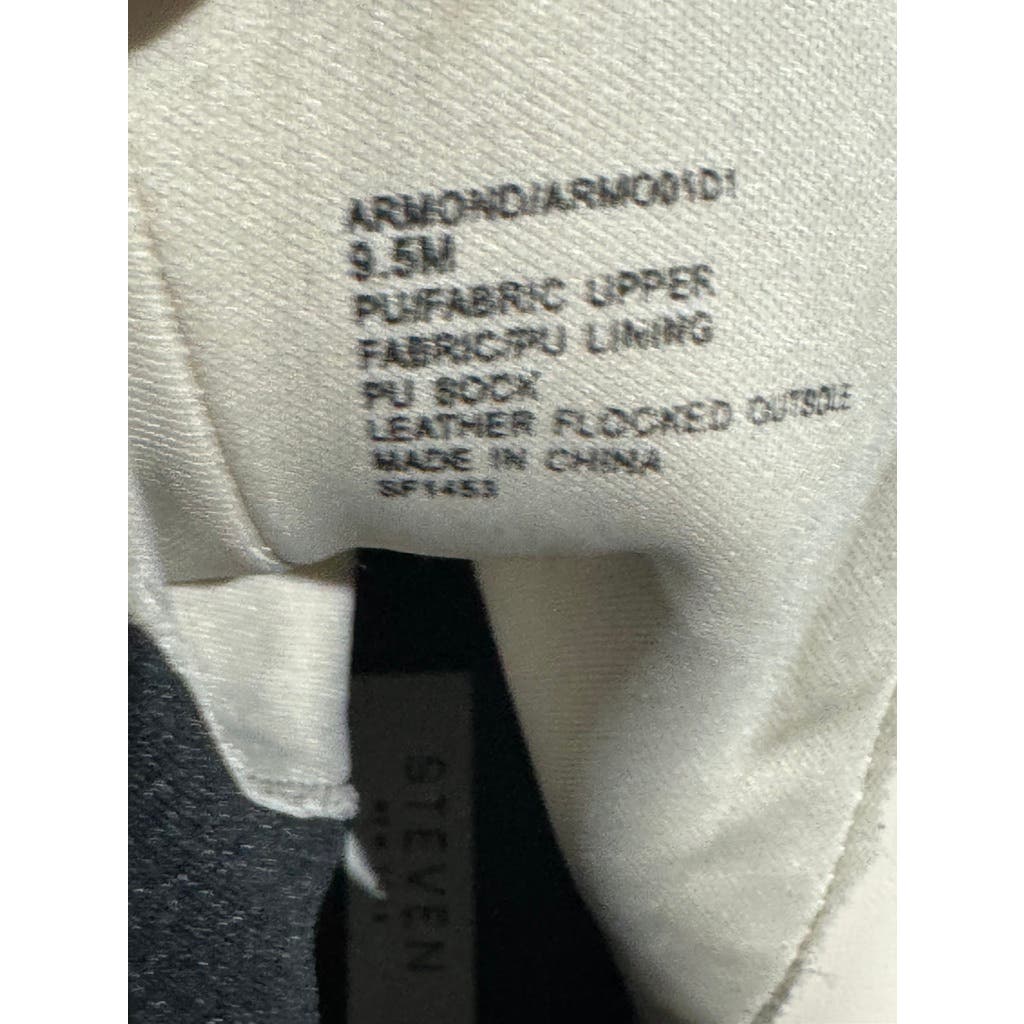 ARMOND/ARMO01D1
9.5M
PU/FABRIC UPPER
FABRIC/PU LINING
PU SOCK
LEATHER FLOCKED OUTSOLE
MADE IN CHINA
SF1453
STEVEN